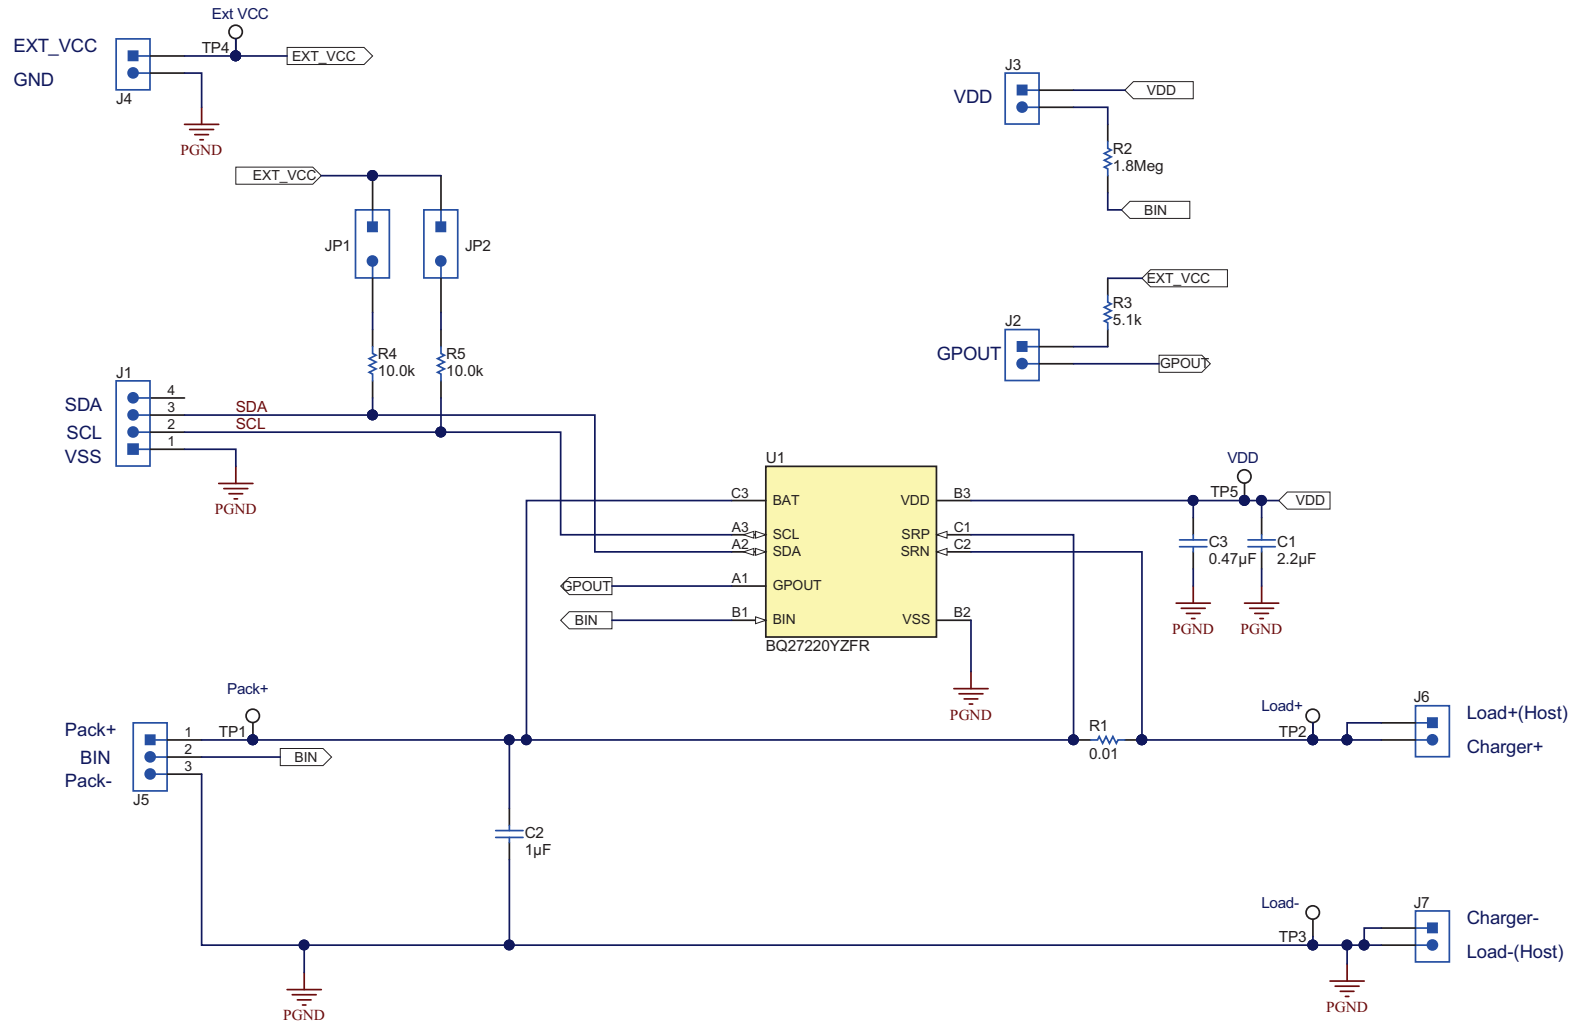 Ext VCC
EXT_VCC
TP4
EXT_VCC
GND
J4
PGND
J3
VDD
VDD
R2
1.8Meg
BIN
EXT_VCC
JP1
JP2
EXT_VCC
R3
5.1k
J2
GPOUT
GPOUT
R4
10.0k
R5
10.0k
J1
4
SDA
3
SDA
SCL
2
SCL
VSS
1
PGND
U1
C3
BAT
VDD
B3
A3
SCL
SRP
C1
A2
SDA
SRN
C2
GPOUT
A1
GPOUT
BIN
B1
BIN
VSS
B2
BQ27220YZFR
PGND
VDD
TP5
VDD
C3
0.47µF
C1
2.2µF
PGND
PGND
Pack+
Pack+
1
TP1
BIN
2
BIN
Pack-
3
J5
R1
0.01
Load+
TP2
J6
Load+(Host)
Charger+
C2
1µF
Load-
TP3
J7
Charger-
Load-(Host)
PGND
PGND